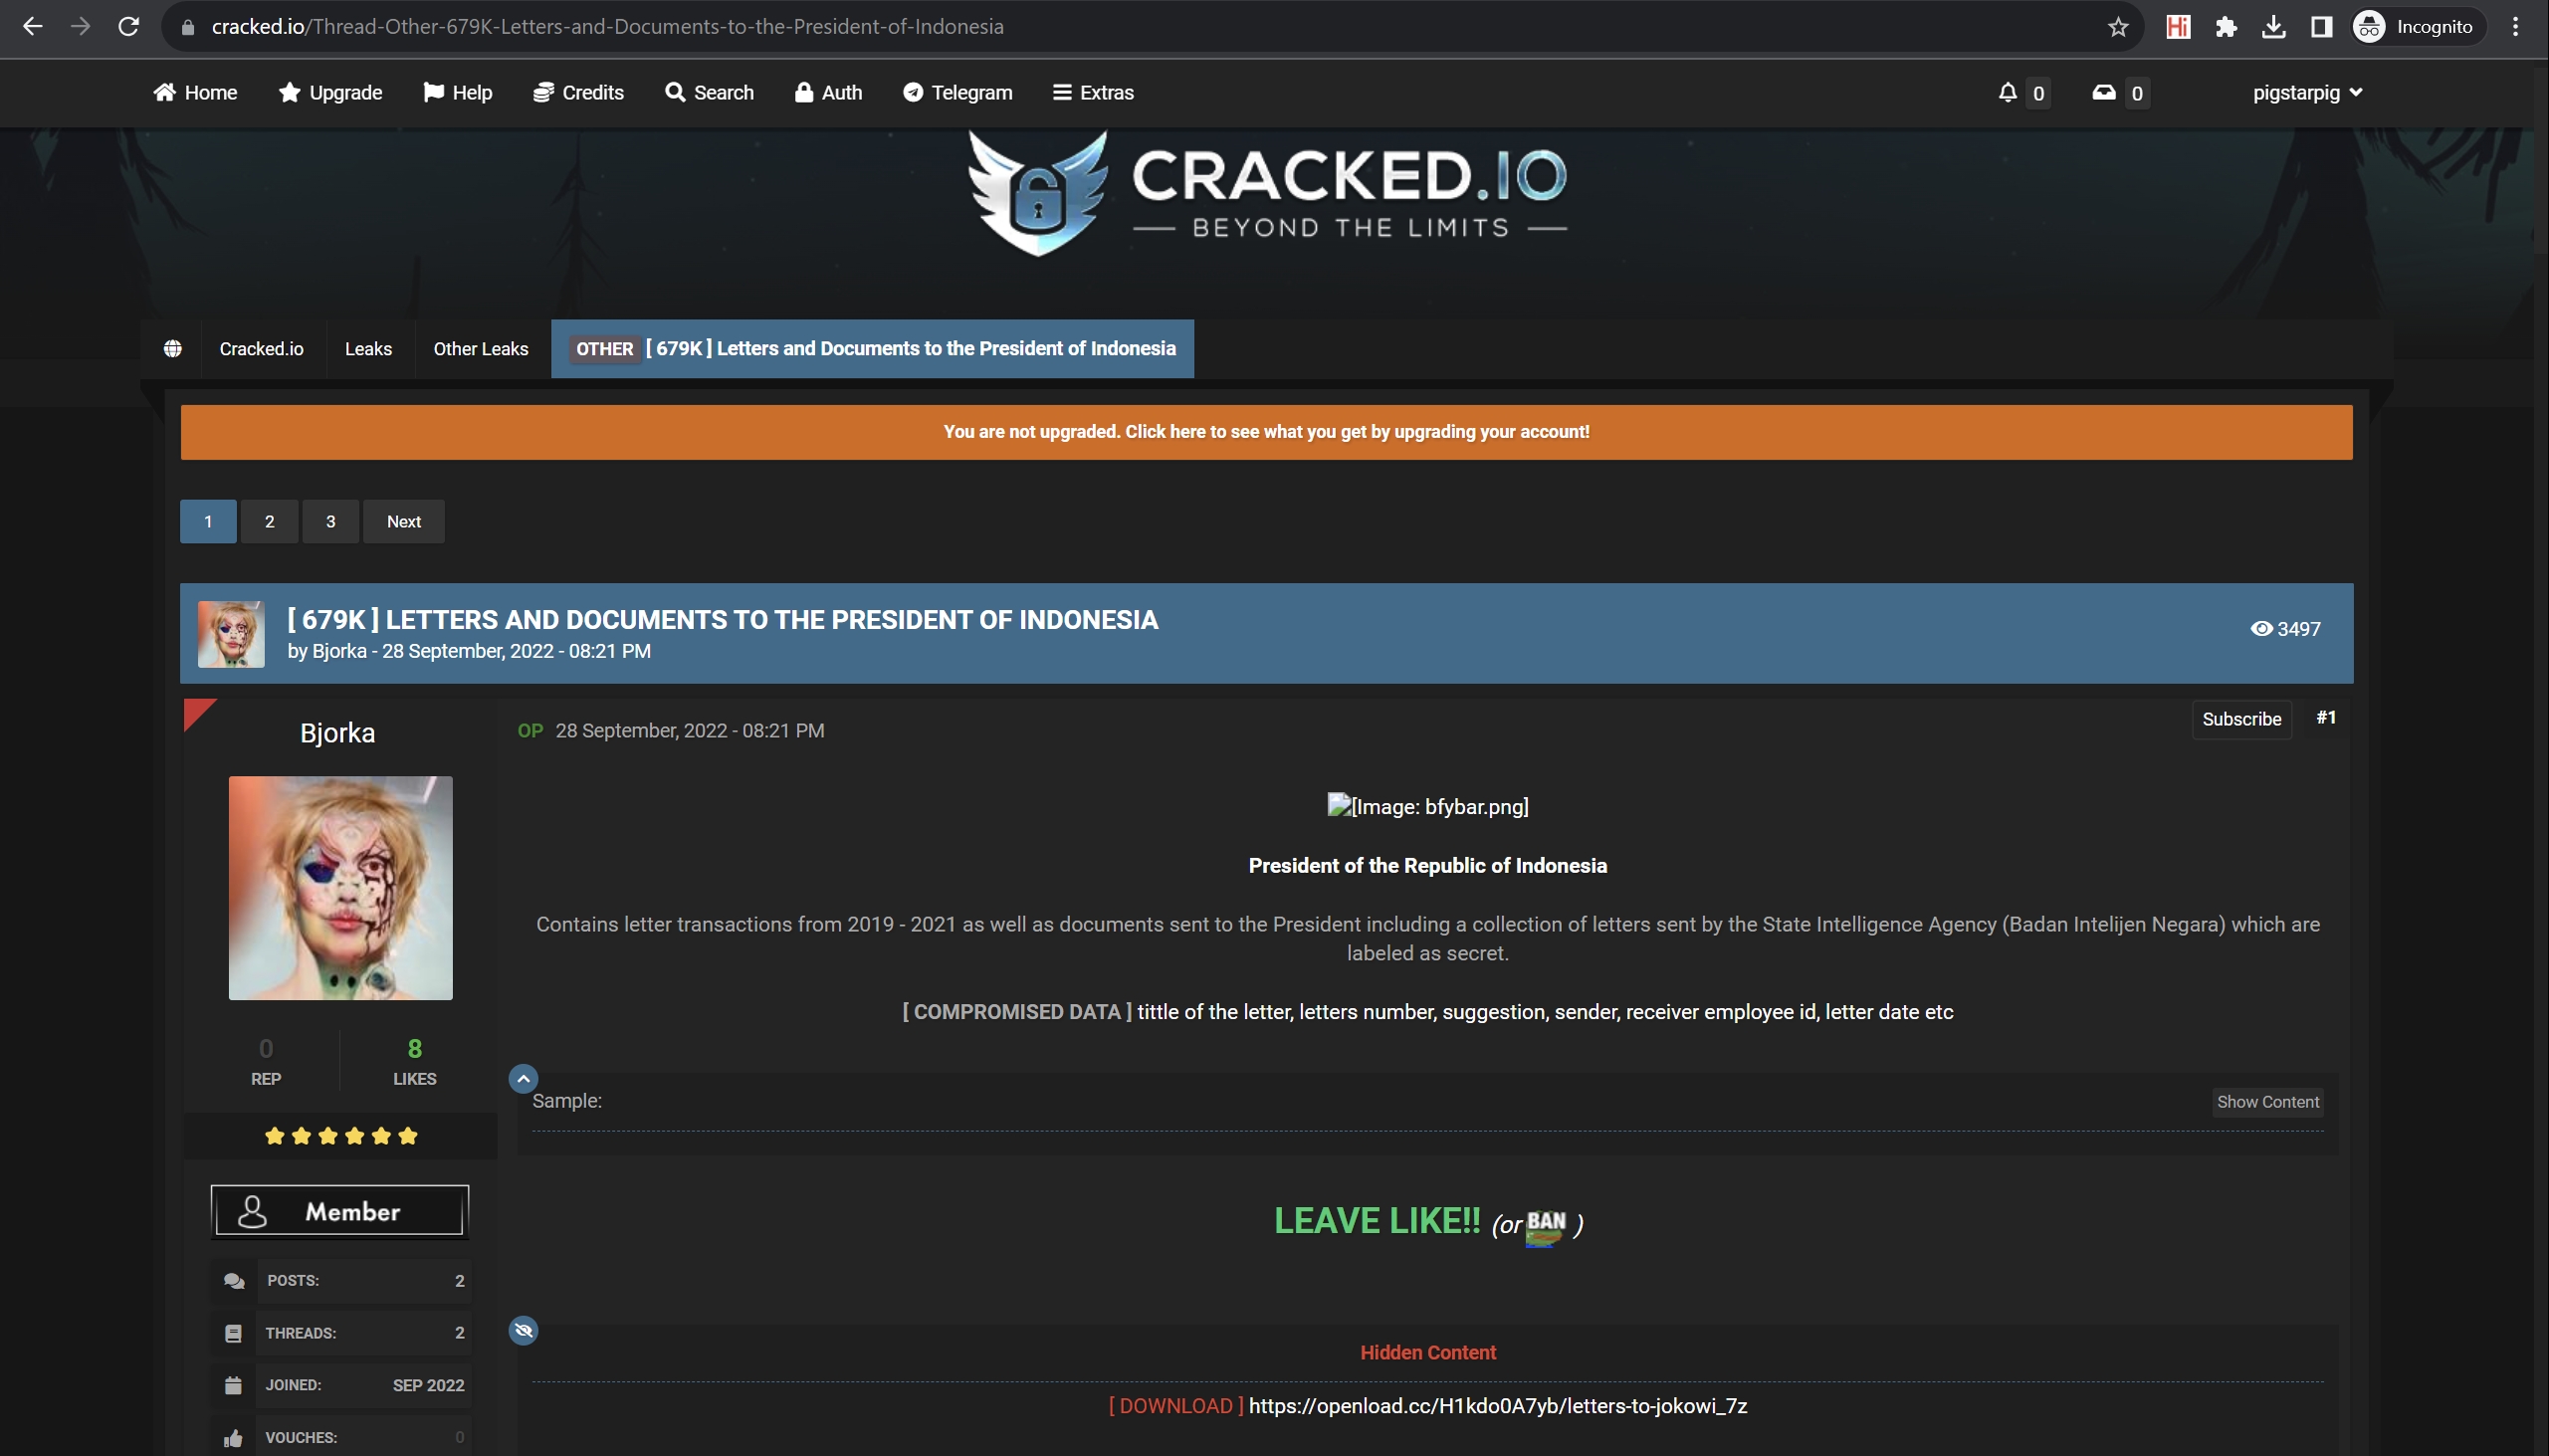 cracked.io/Thread-Other-679K-Letters-and-Documents-to-the-President-of-Indonesia
Hi
Incognito
Home Upgrade Help Credits Search Auth Telegram Extras 0 0 pigstarpig
CRACKED.IO
BEYOND THE LIMITS
Cracked.io Leaks Other Leaks OTHER [ 679K ] Letters and Documents to the President of Indonesia
You are not upgraded. Click here to see what you get by upgrading your account!
1 2 3 Next
[ 679K ] LETTERS AND DOCUMENTS TO THE PRESIDENT OF INDONESIA
by Bjorka - 28 September, 2022 - 08:21 PM
3497
Bjorka
0 8
REP LIKES
Member
POSTS: 2
THREADS: 2
JOINED: SEP 2022
VOUCHES: 0
OP 28 September, 2022 - 08:21 PM
Subscribe #1
[Image: bfybar.png]
President of the Republic of Indonesia
Contains letter transactions from 2019 - 2021 as well as documents sent to the President including a collection of letters sent by the State Intelligence Agency (Badan Intelijen Negara) which are
labeled as secret.
[ COMPROMISED DATA ] tittle of the letter, letters number, suggestion, sender, receiver employee id, letter date etc
Sample: Show Content
LEAVE LIKE!! (or BAN )
Hidden Content
[ DOWNLOAD ] https://openload.cc/H1kdo0A7yb/letters-to-jokowi_7z